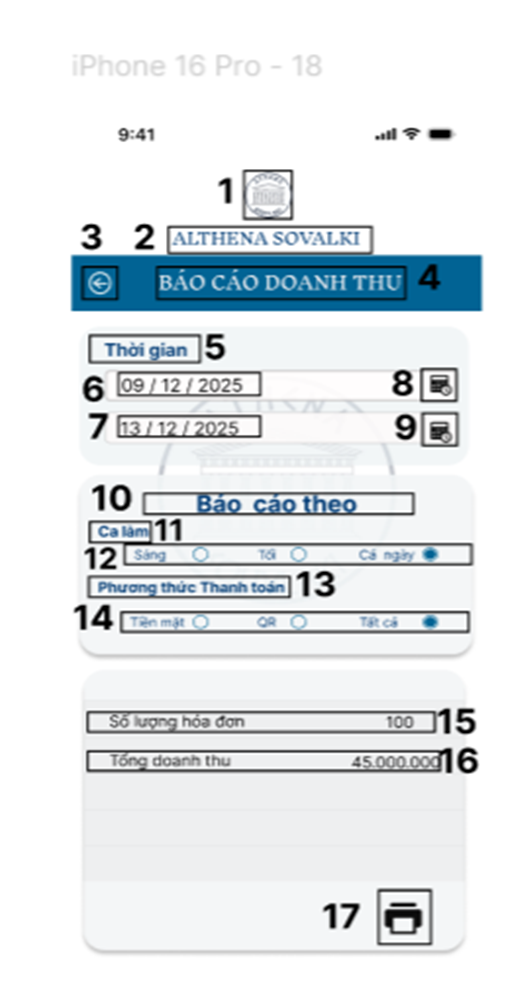 iPhone 16 Pro - 18
9:41
1
3 2 ALTHENA SOVALKI
BÁO CÁO DOANH THU 4
Thời gian 5
6 09 / 12 / 2025 8
7 13 / 12 / 2025 9
10 Báo cáo theo
Ca làm 11
12 Sáng Tối Cả ngày
Phương thức Thanh toán 13
14 Tiền mặt QR Tất cả
Số lượng hóa đơn 100 15
Tổng doanh thu 45.000.000 16
17